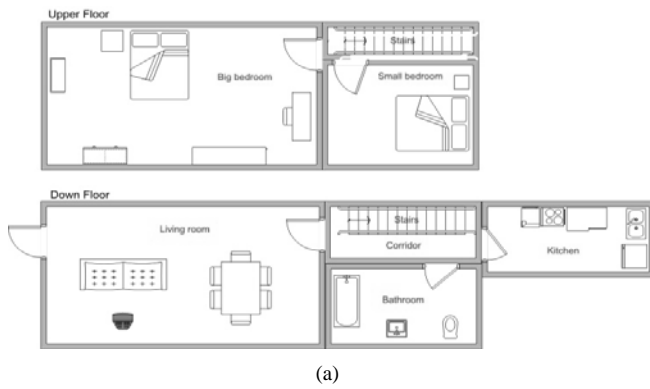 Upper Floor
Stairs
Big bedroom
Small bedroom
Down Floor
Living room
Stairs
Corridor
Kitchen
Bathroom
(a)